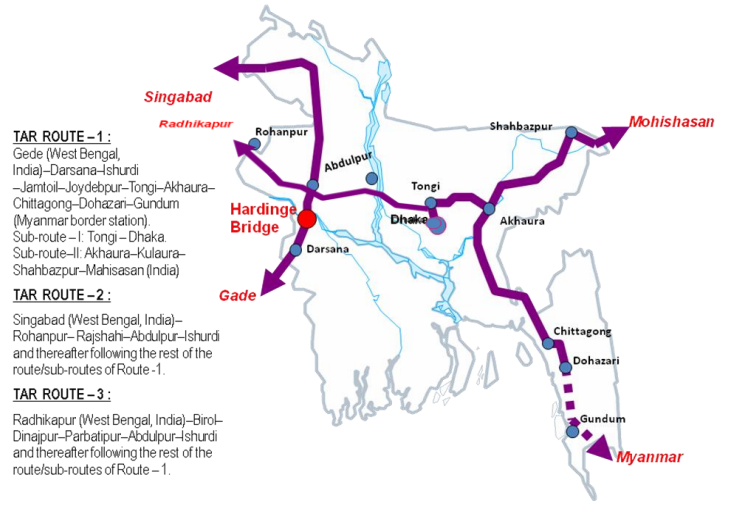 TAR ROUTE – 1 :
Gede (West Bengal,
India)–Darsana–Ishurdi
–Jamtoil–Joydebpur–Tongi–Akhaura–
Chittagong–Dohazari–Gundum
(Myanmar border station).
Sub-route – I: Tongi – Dhaka.
Sub-route–II: Akhaura–Kulaura–
Shahbazpur–Mahisasan (India)
TAR ROUTE – 2 :
Singabad (West Bengal, India)–
Rohanpur– Rajshahi–Abdulpur–Ishurdi
and thereafter following the rest of the
route/sub-routes of Route -1.
TAR ROUTE – 3 :
Radhikapur (West Bengal, India)–Birol–
Dinajpur–Parbatipur–Abdulpur–Ishurdi
and thereafter following the rest of the
route/sub-routes of Route – 1.
Singabad
Radhikapur
Rohanpur
Shahbazpur
Mohishasan
Abdulpur
Tongi
Hardinge
Bridge
Dhaka
Akhaura
Darsana
Gade
Chittagong
Dohazari
Gundum
Myanmar